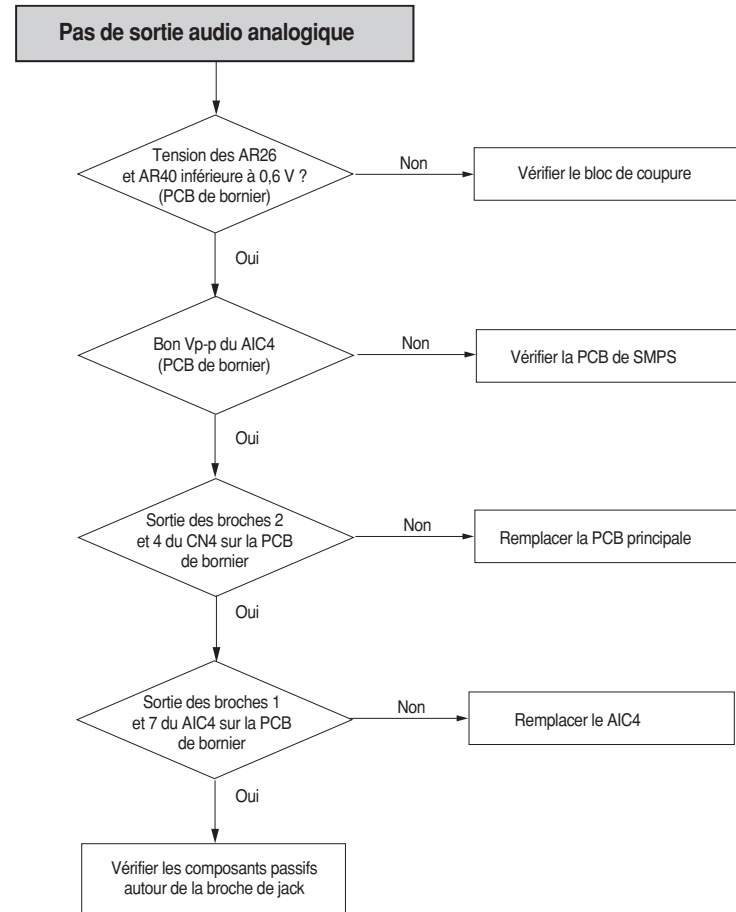 Pas de sortie audio analogique
Tension des AR26
et AR40 inférieure à 0,6 V ?
(PCB de bornier)
Non
Vérifier le bloc de coupure
Oui
Bon Vp-p du AIC4
(PCB de bornier)
Non
Vérifier la PCB de SMPS
Oui
Sortie des broches 2
et 4 du CN4 sur la PCB
de bornier
Non
Remplacer la PCB principale
Oui
Sortie des broches 1
et 7 du AIC4 sur la PCB
de bornier
Non
Remplacer le AIC4
Oui
Vérifier les composants passifs
autour de la broche de jack